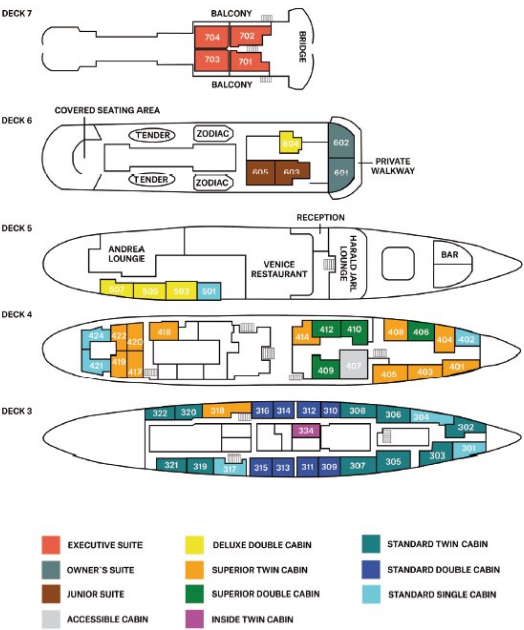 DECK 7
BALCONY
704
702
703
701
BRIDGE
BALCONY
DECK 6
COVERED SEATING AREA
TENDER
ZODIAC
604
602
605
603
601
TENDER
ZODIAC
PRIVATE
WALKWAY
DECK 5
RECEPTION
ANDREA
LOUNGE
VENICE
RESTAURANT
HARALD JARL
LOUNGE
BAR
507
505
503
501
DECK 4
424
422
420
418
414
412
410
408
406
404
402
421
419
417
409
407
405
403
401
DECK 3
322
320
318
316
314
312
310
308
306
304
302
334
321
319
317
315
313
311
309
307
305
303
301
EXECUTIVE SUITE
DELUXE DOUBLE CABIN
STANDARD TWIN CABIN
OWNER'S SUITE
SUPERIOR TWIN CABIN
STANDARD DOUBLE CABIN
JUNIOR SUITE
SUPERIOR DOUBLE CABIN
STANDARD SINGLE CABIN
ACCESSIBLE CABIN
INSIDE TWIN CABIN